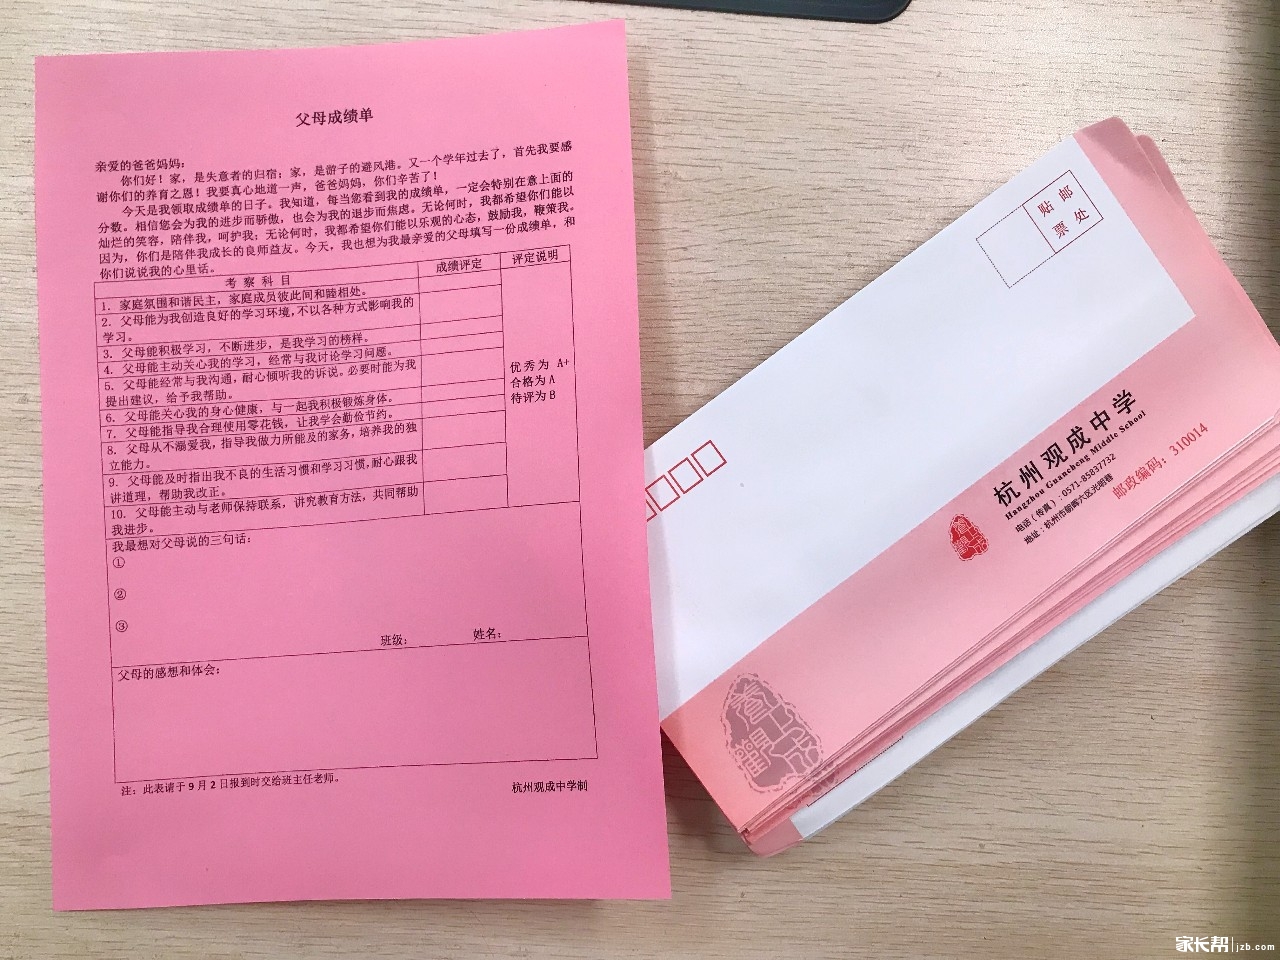 父母成绩单
亲爱的爸爸妈妈：
你们好！家，是失意者的归宿；家，是游子的避风港。又一个学年过去了，首先我要感
谢你们的养育之恩！我要真心地道一声，爸爸妈妈，你们辛苦了！
今天是我领取成绩单的日子。我知道，每当您看到我的成绩单，一定会特别在意上面的
分数。相信您会为我的进步而骄傲，也会为我的退步而焦虑。无论何时，我都希望你们能以
灿烂的笑容，陪伴我，呵护我；无论何时，我都希望你们能以乐观的心态，鼓励我，鞭策我。
因为，你们是陪伴我成长的良师益友。今天，我也想为我最亲爱的父母填写一份成绩单，和
你们说说我的心里话。
考 察 科 目 成绩评定 评定说明
1. 家庭氛围和谐民主，家庭成员彼此间和睦相处。
2. 父母能为我创造良好的学习环境，不以各种方式影响我的
学习。
3. 父母能积极学习，不断进步，是我学习的榜样。
4. 父母能主动关心我的学习，经常与我讨论学习问题。
5. 父母能经常与我沟通，耐心倾听我的诉说。必要时能为我
提出建议，给予我帮助。
6. 父母能关心我的身心健康，与一起我积极锻炼身体。
7. 父母能指导我合理使用零花钱，让我学会勤俭节约。
8. 父母从不溺爱我，指导我做力所能及的家务，培养我的独
立能力。
9. 父母能及时指出我不良的生活习惯和学习习惯，耐心跟我
讲道理，帮助我改正。
10. 父母能主动与老师保持联系，讲究教育方法，共同帮助
我进步。
优秀为 A+
合格为 A
待评为 B
我最想对父母说的三句话：
①
②
③
班级： 姓名：
父母的感想和体会：
注：此表请于 9 月 2 日报到时交给班主任老师。
杭州观成中学制
贴 邮
票 处
杭州观成中学
Hangzhou Guancheng Middle School
电话（传真）：0571-85837732
地址：杭州市朝晖六区光明巷
邮政编码：310014
家长帮 jzb.com